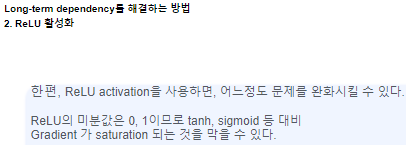 Long-term dependency를 해결하는 방법
2. ReLU 활성화
한편, ReLU activation을 사용하면, 어느정도 문제를 완화시킬 수 있다.
ReLU의 미분값은 0, 1이므로 tanh, sigmoid 등 대비
Gradient 가 saturation 되는 것을 막을 수 있다.